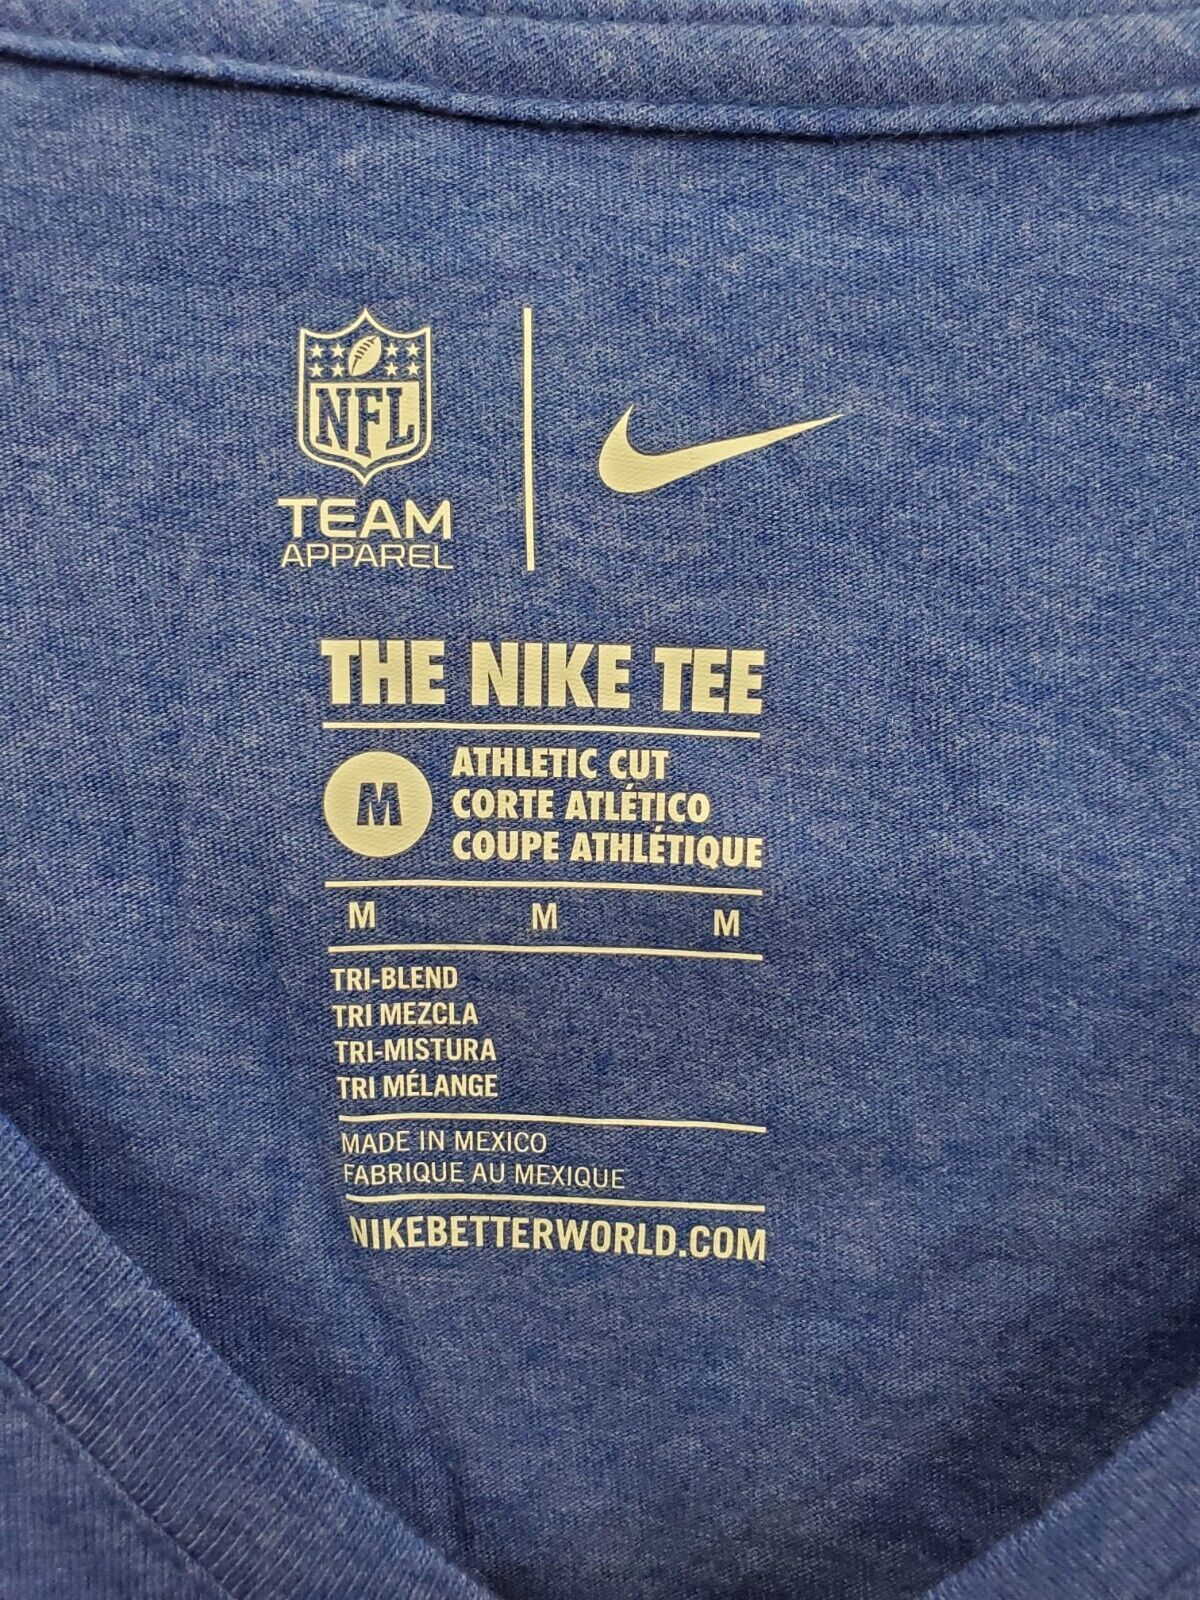 NFL
TEAM
APPAREL
THE NIKE TEE
M
ATHLETIC CUT
CORTE ATLÉTICO
COUPE ATHLÉTIQUE
M M M
TRI-BLEND
TRI MEZCLA
TRI-MISTURA
TRI MÉLANGE
MADE IN MEXICO
FABRIQUE AU MEXIQUE
NIKEBETTERWORLD.COM